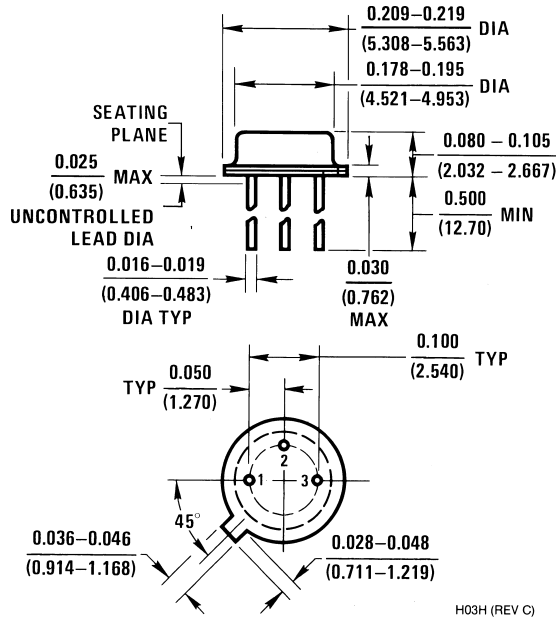 0.209–0.219 DIA
(5.308–5.563)
0.178–0.195 DIA
(4.521–4.953)
SEATING
PLANE
0.080 – 0.105
(2.032 – 2.667)
0.025 MAX
(0.635)
0.500 MIN
(12.70)
UNCONTROLLED
LEAD DIA
0.016–0.019
(0.406–0.483)
DIA TYP
0.030
(0.762)
MAX
0.100 TYP
(2.540)
TYP 0.050
(1.270)
2
1
3
45°
0.036–0.046
(0.914–1.168)
0.028–0.048
(0.711–1.219)
H03H (REV C)